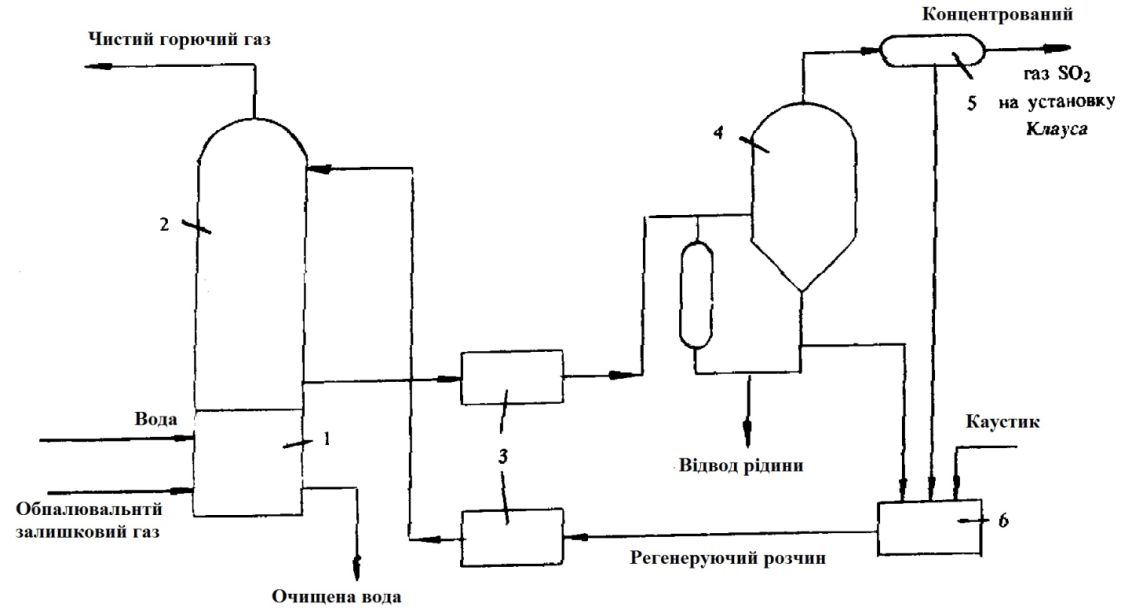 Концентрований
Чистий горючий газ
газ SO₂
5 на установку
Клауса
4
2
Вода
1
3
Каустик
Відвод рідини
Обпалювальнтй
залишковий газ
6
Регенеруючий розчин
Очищена вода